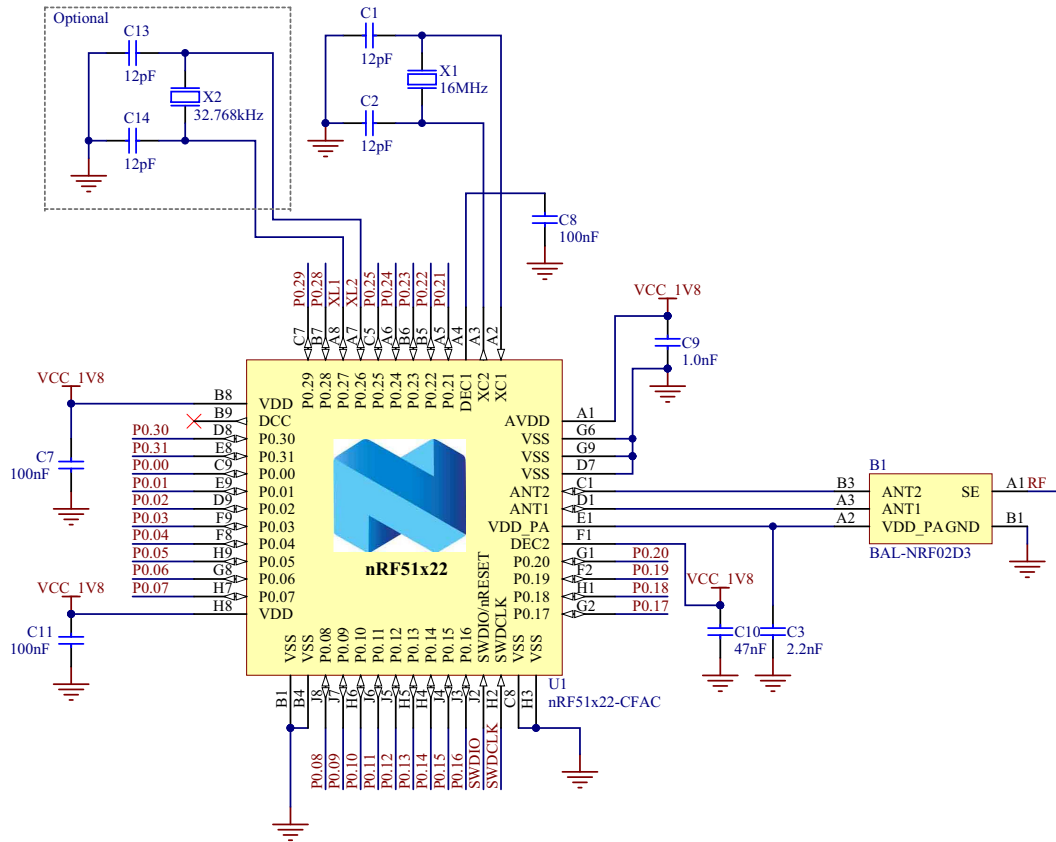 Optional
C13
12pF
X2
32.768kHz
C14
12pF
C1
12pF
X1
16MHz
C2
12pF
C8
100nF
P0.29
P0.28
XL1
XL2
P0.25
P0.24
P0.23
P0.22
P0.21
C7
B7
A8
A7
C5
A6
B6
B5
A5
A4
A3
A2
P0.29
P0.28
P0.27
P0.26
P0.25
P0.24
P0.23
P0.22
P0.21
DEC1
XC2
XC1
VCC_1V8
C9
1.0nF
VCC_1V8
C7
100nF
B8 VDD
B9 DCC
P0.30 D8 P0.30
P0.31 E8 P0.31
P0.00 C9 P0.00
P0.01 E9 P0.01
P0.02 D9 P0.02
P0.03 F9 P0.03
P0.04 F8 P0.04
P0.05 H9 P0.05
P0.06 G8 P0.06
P0.07 H7 P0.07
H8 VDD
VCC_1V8
C11
100nF
nRF51x22
AVDD A1
VSS G6
VSS G9
VSS D7
ANT2 C1
ANT1 D1
VDD_PA E1
DEC2 F1
P0.20 G1 P0.20
P0.19 F2 P0.19
P0.18 H1 P0.18
P0.17 G2 P0.17
B1
B3 ANT2 SE A1 RF
A3 ANT1
A2 VDD_PA GND B1
BAL-NRF02D3
VCC_1V8
C10
47nF
C3
2.2nF
VSS
VSS
P0.08
P0.09
P0.10
P0.11
P0.12
P0.13
P0.14
P0.15
P0.16
SWDIO/nRESET
SWDCLK
VSS
VSS
U1
nRF51x22-CFAC
B1
B4
J8
J7
H6
J6
J5
H5
H4
J4
J3
J2
H2
C8
H3
P0.08
P0.09
P0.10
P0.11
P0.12
P0.13
P0.14
P0.15
P0.16
SWDIO
SWDCLK